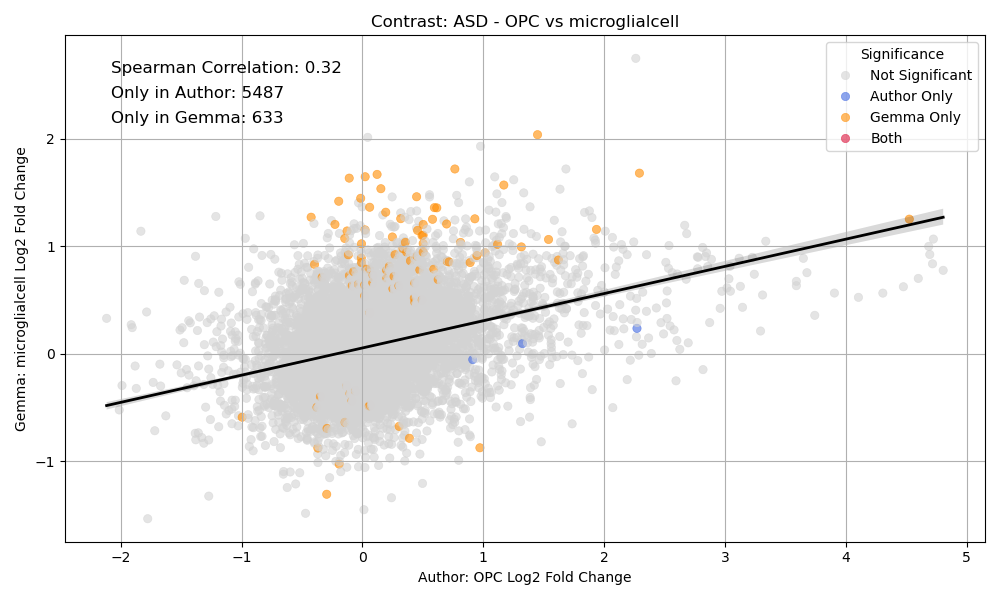 Contrast: ASD - OPC vs microglialcell
Spearman Correlation: 0.32
Only in Author: 5487
Only in Gemma: 633
Significance
Not Significant
Author Only
Gemma Only
Both
Gemma: microglialcell Log2 Fold Change
2
1
0
−1
−2
−1
0
1
2
3
4
5
Author: OPC Log2 Fold Change